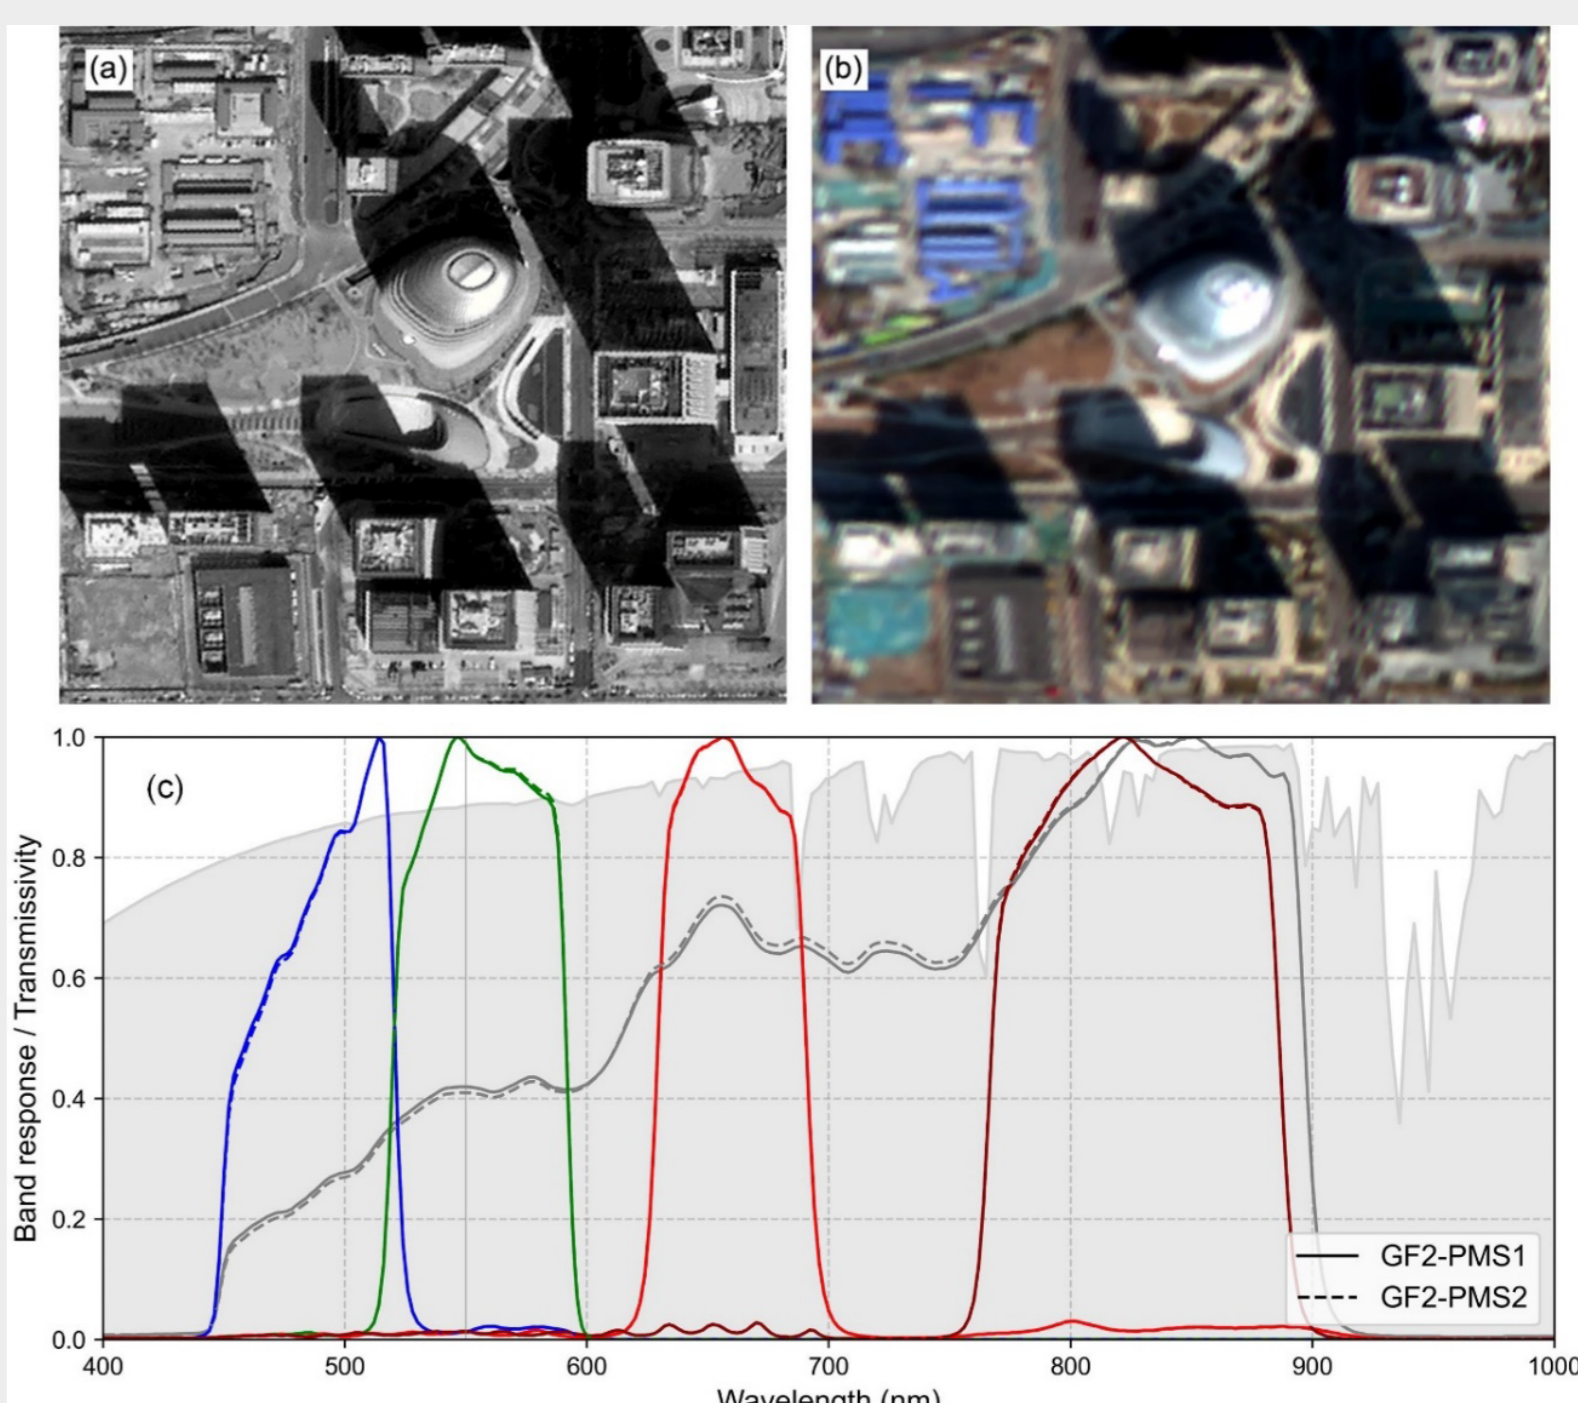 (a)
(b)
(c)
Band response / Transmissivity
1.0
0.8
0.6
0.4
0.2
0.0
GF2-PMS1
GF2-PMS2
400 500 600 700 800 900 1000
Wavelength (nm)